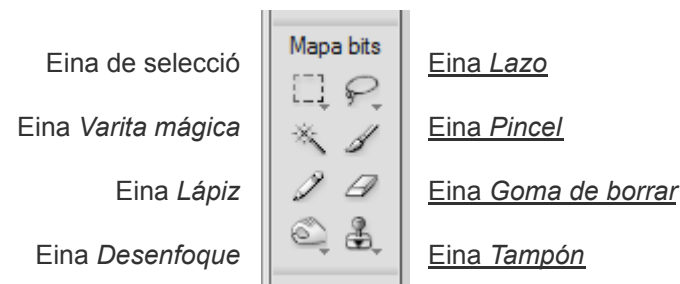 Mapa bits
Eina de selecció
Eina Lazo
Eina Varita mágica
Eina Pincel
Eina Lápiz
Eina Goma de borrar
Eina Desenfoque
Eina Tampón